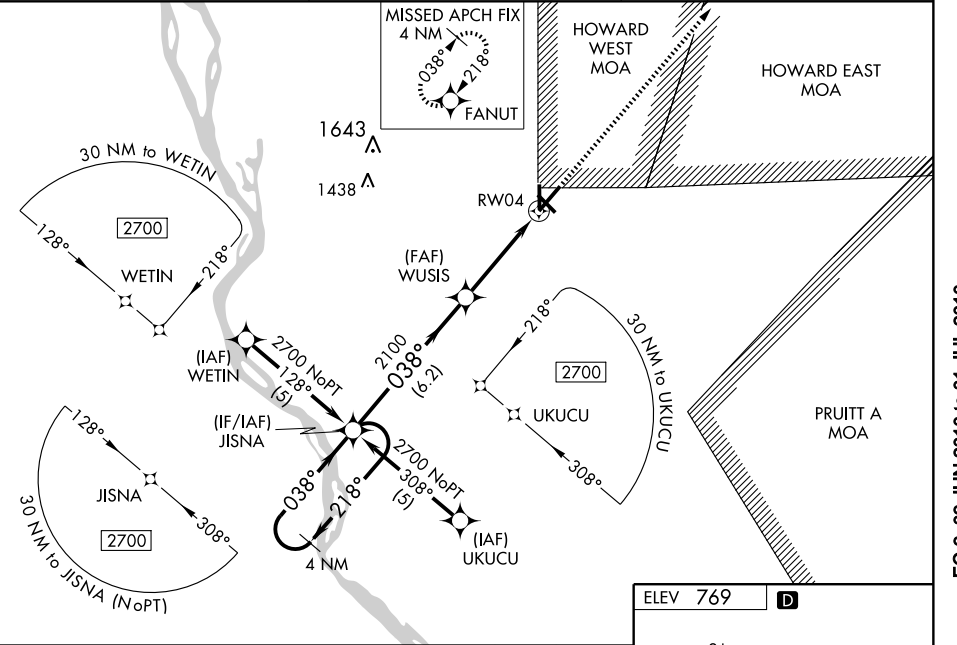 MISSED APCH FIX
4 NM
038°
218°
FANUT
HOWARD
WEST
MOA
HOWARD EAST
MOA
1643
1438
30 NM to WETIN
2700
128°
218°
WETIN
RW04
(FAF)
WUSIS
(IAF)
WETIN
2700 NoPT
128°
(5)
2100
038°
(6.2)
218°
30 NM to UKUCU
2700
UKUCU
308°
PRUITT A
MOA
(IF/IAF)
JISNA
128°
JISNA
308°
2700
30 NM to JISNA (NoPT)
038°
218°
4 NM
2700 NoPT
308°
(5)
(IAF)
UKUCU
ELEV 769
D